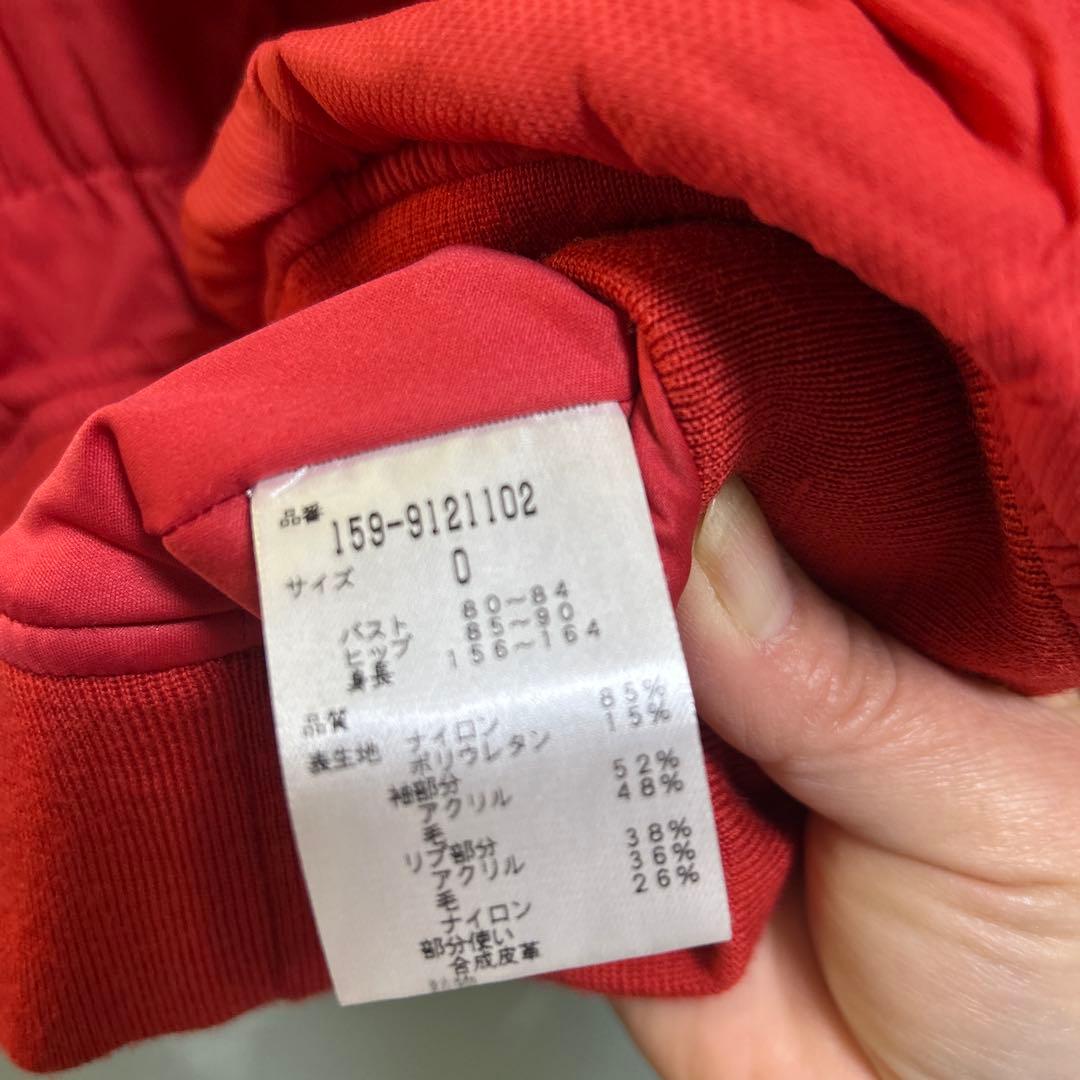 品番 159-9121102
サイズ 0
バスト 80～84
ヒップ 85～90
身長 156～164
品質
表生地 ナイロン 85%
ポリウレタン 15%
袖部分
アクリル 52%
毛 48%
リブ部分
アクリル 38%
毛 36%
ナイロン 26%
部分使い
合成皮革